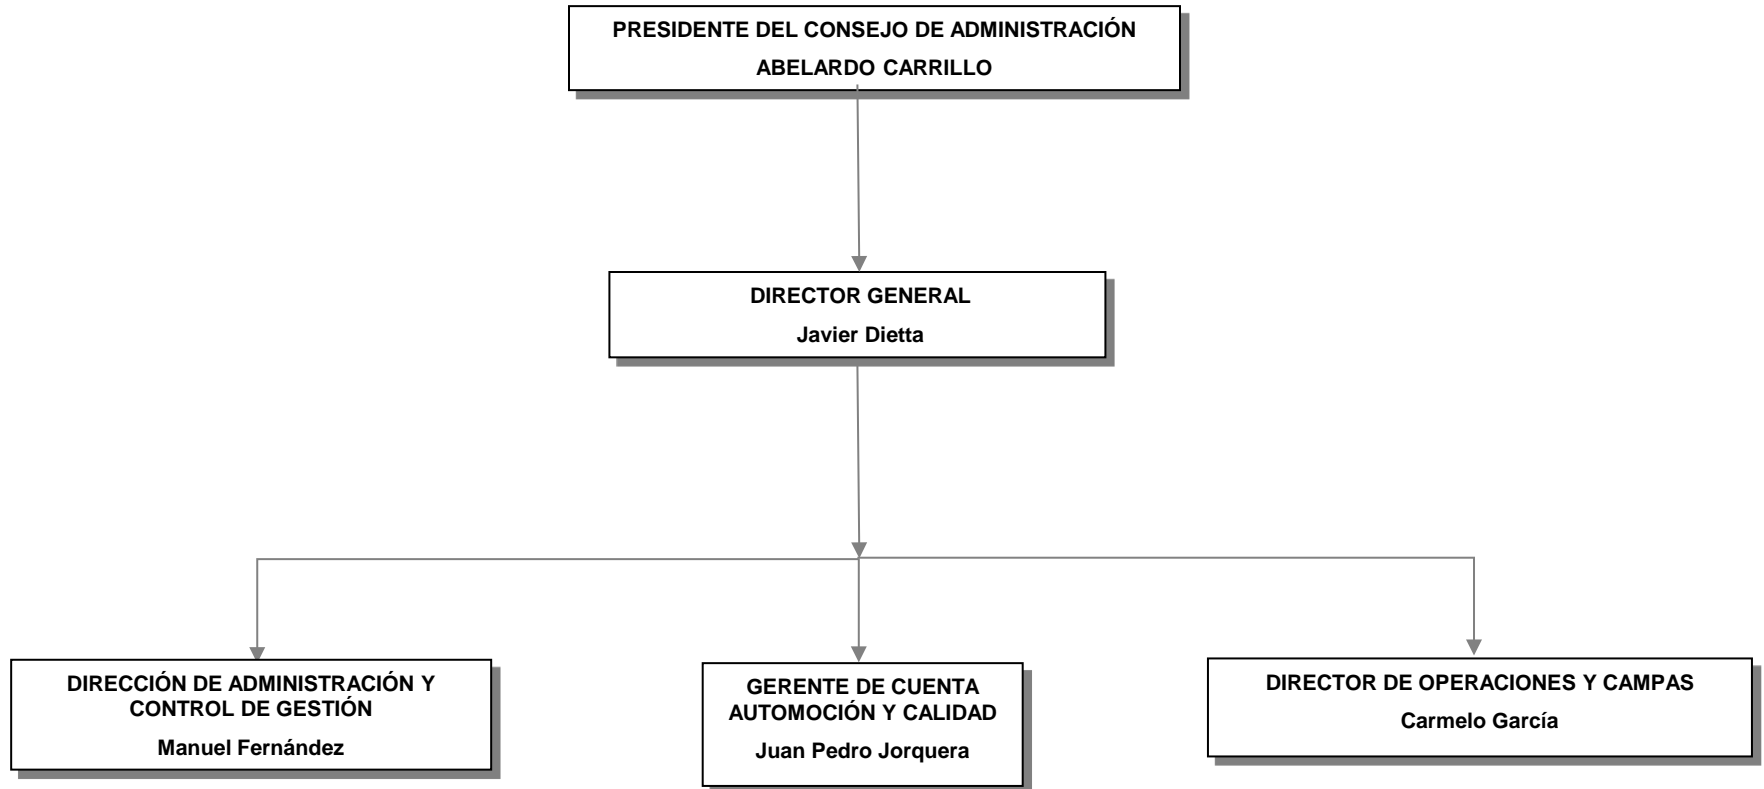 PRESIDENTE DEL CONSEJO DE ADMINISTRACIÓN
ABELARDO CARRILLO
DIRECTOR GENERAL
Javier Dietta
DIRECCIÓN DE ADMINISTRACIÓN Y
CONTROL DE GESTIÓN
Manuel Fernández
GERENTE DE CUENTA
AUTOMOCIÓN Y CALIDAD
Juan Pedro Jorquera
DIRECTOR DE OPERACIONES Y CAMPAS
Carmelo García